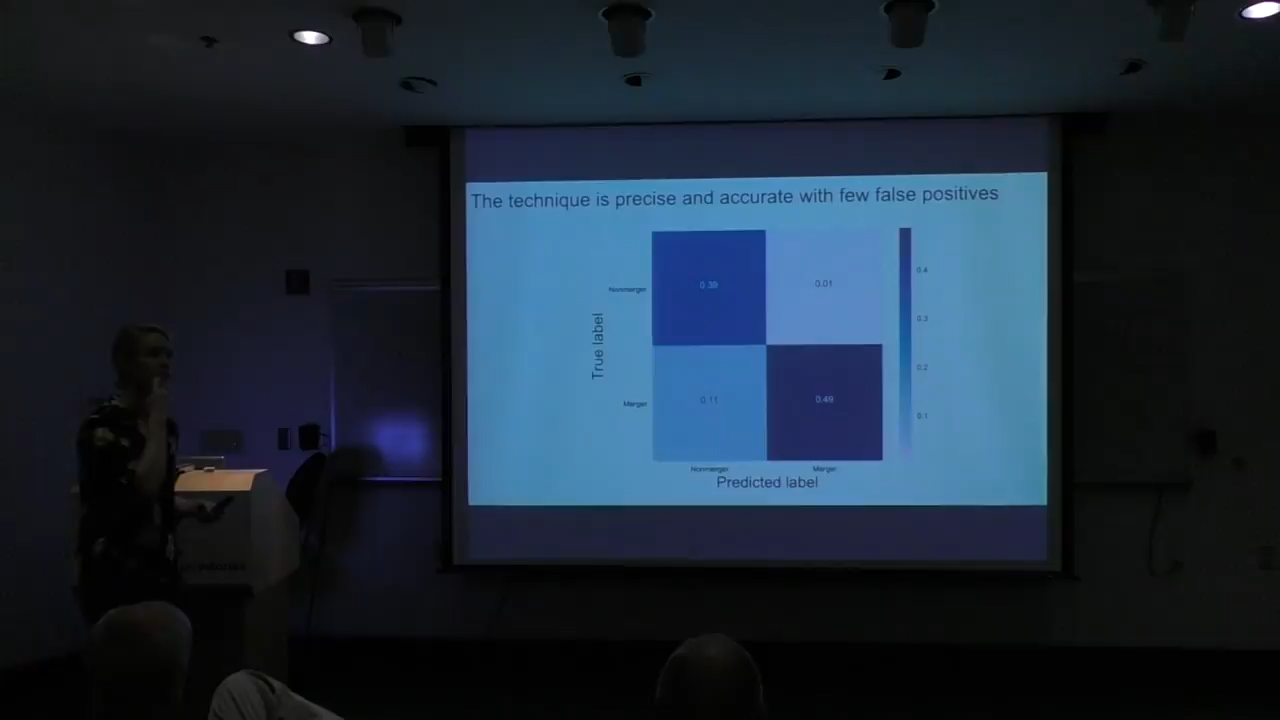 The technique is precise and accurate with few false positives
Nonmerger
0.39
0.01
0.4
0.3
True label
0.2
Merger
0.11
0.49
0.1
Nonmerger
Merger
Predicted label